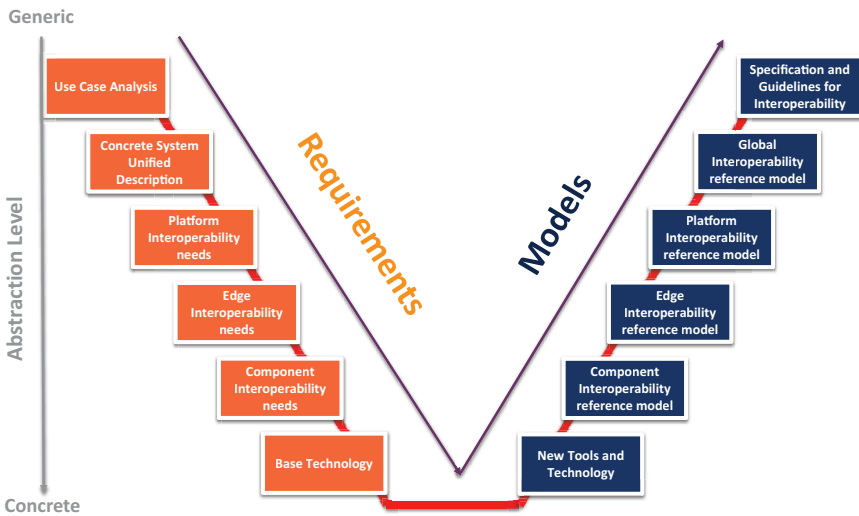 Generic
Use Case Analysis
Concrete System
Unified
Description
Platform
Interoperability
needs
Edge
Interoperability
needs
Component
Interoperability
needs
Base Technology
Requirements
Models
Specification and
Guidelines for
Interoperability
Global
Interoperability
reference model
Platform
Interoperability
reference model
Edge
Interoperability
reference model
Component
Interoperability
reference model
New Tools and
Technology
Abstraction Level
Concrete